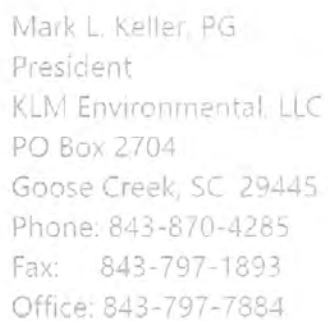 Mark L. Keller, PG
President
KLM Environmental, LLC
PO Box 2704
Goose Creek, SC 29445
Phone: 843-870-4285
Fax: 843-797-1893
Office: 843-797-7884